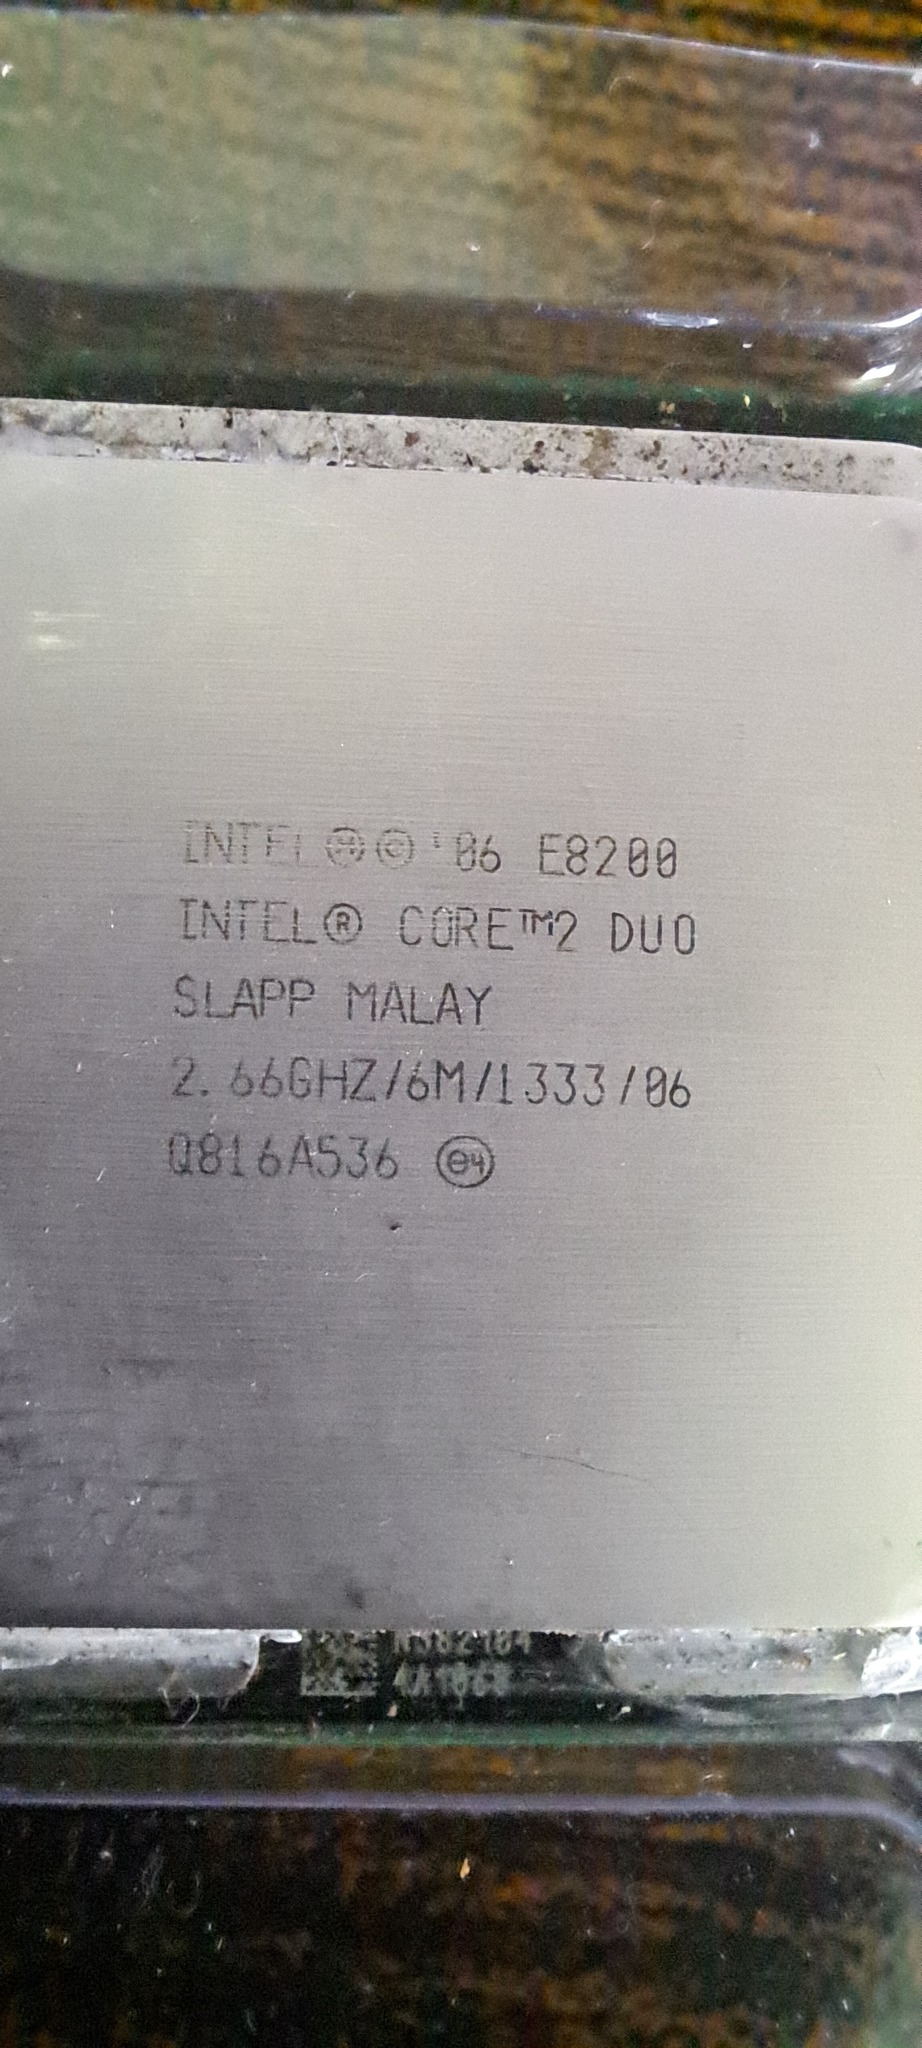 INTEL ®© '06 E8200
INTEL® CORE™2 DUO
SLAPP MALAY
2.66GHZ/6M/1333/06
Q816A536 e4